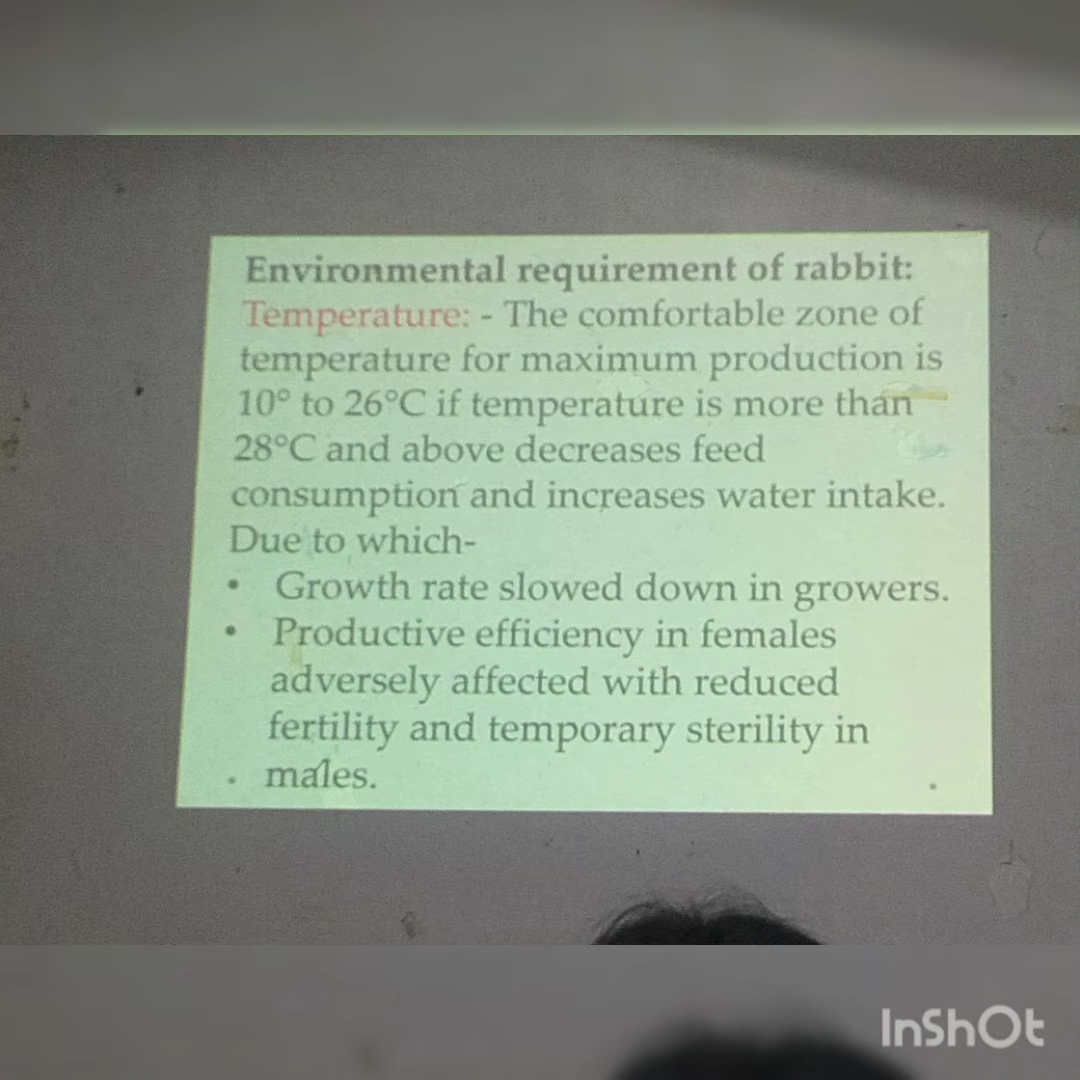 Environmental requirement of rabbit:
Temperature: - The comfortable zone of
temperature for maximum production is
10° to 26°C if temperature is more than
28°C and above decreases feed
consumption and increases water intake.
Due to which-
• Growth rate slowed down in growers.
• Productive efficiency in females
adversely affected with reduced
fertility and temporary sterility in
males.
InShOt